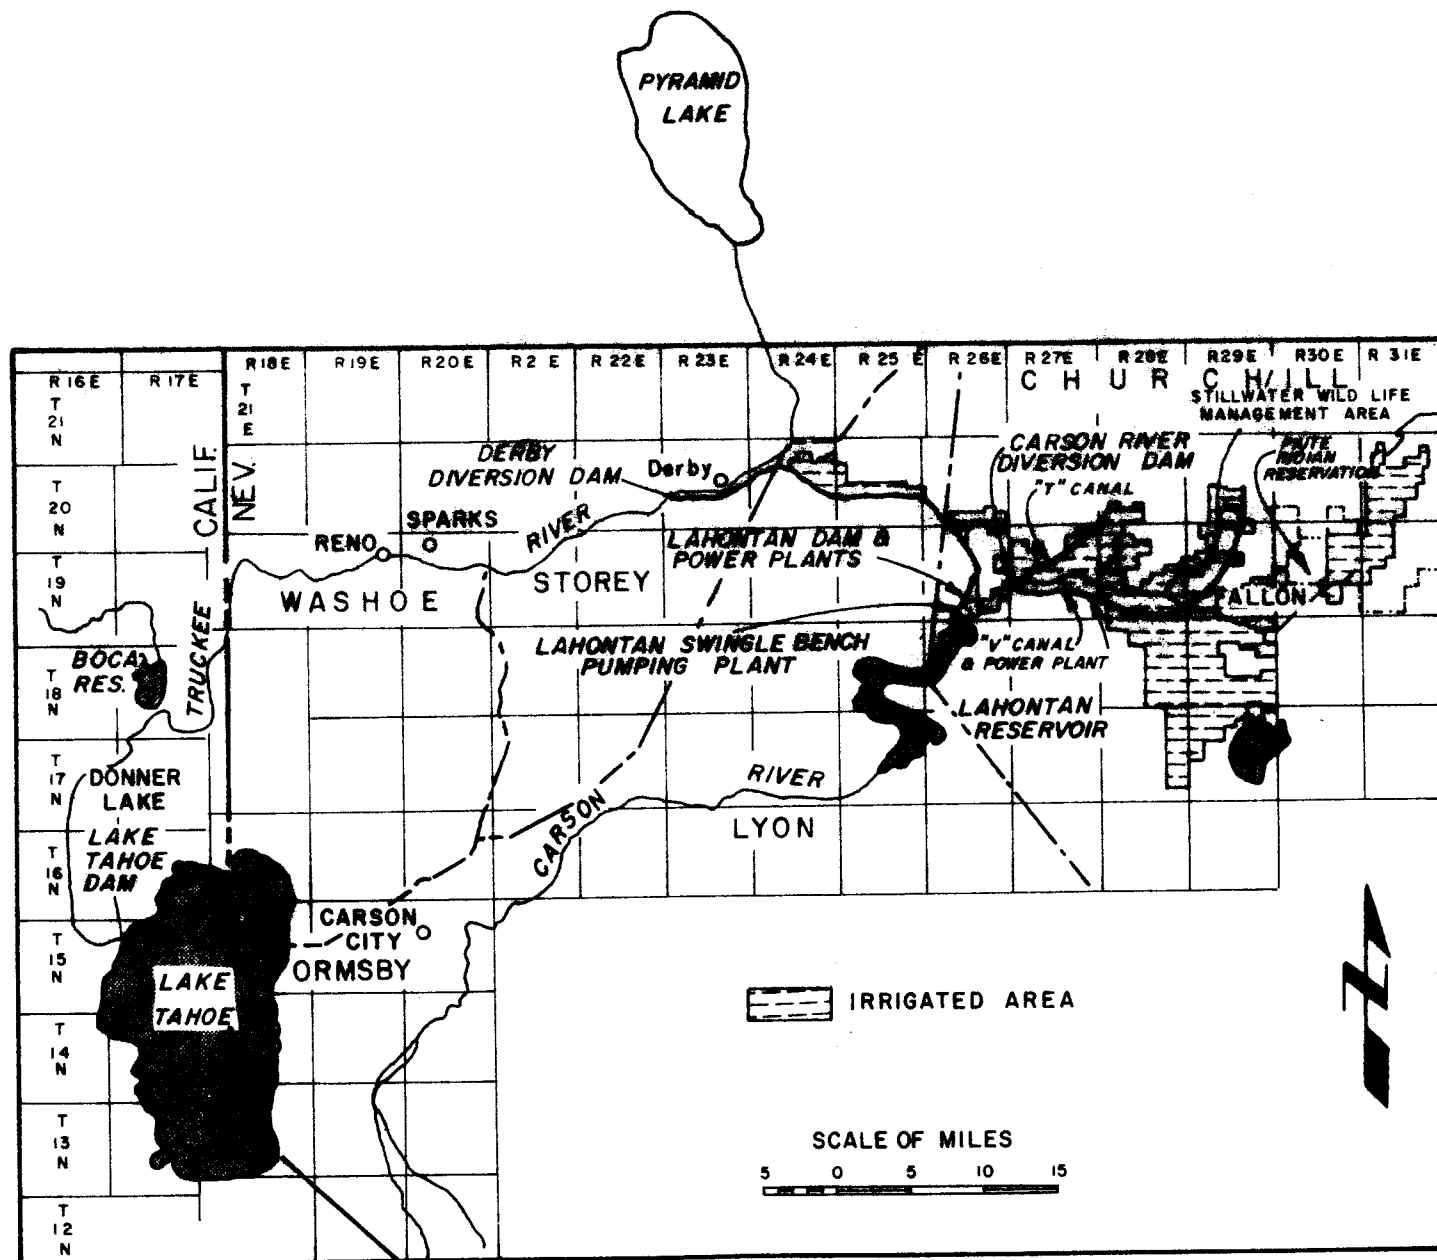 PYRAMID
LAKE
R 16 E
R 17 E
R 18 E
R 19 E
R 20 E
R 2 E
R 22 E
R 23 E
R 24 E
R 25 E
R 26 E
R 27 E
R 28 E
R 29 E
R 30 E
R 31 E
CHURCHILL
T
21
N
T
21
E
STILLWATER WILD LIFE
MANAGEMENT AREA
CALIF.
NEV.
DERBY
DIVERSION DAM
Derby
CARSON RIVER
DIVERSION DAM
"T" CANAL
PIUTE
INDIAN
RESERVATION
T
20
N
SPARKS
RENO
RIVER
LAHONTAN DAM &
POWER PLANTS
T
19
N
WASHOE
STOREY
FALLON
TRUCKEE
BOCA
RES.
T
18
N
LAHONTAN SWINGLE BENCH
PUMPING PLANT
"V" CANAL
& POWER PLANT
LAHONTAN
RESERVOIR
T
17
N
DONNER
LAKE
RIVER
CARSON
LYON
LAKE
TAHOE
DAM
T
16
N
CARSON
CITY
ORMSBY
T
15
N
LAKE
TAHOE
IRRIGATED AREA
T
14
N
T
13
N
SCALE OF MILES
5 0 5 10 15
T
12
N